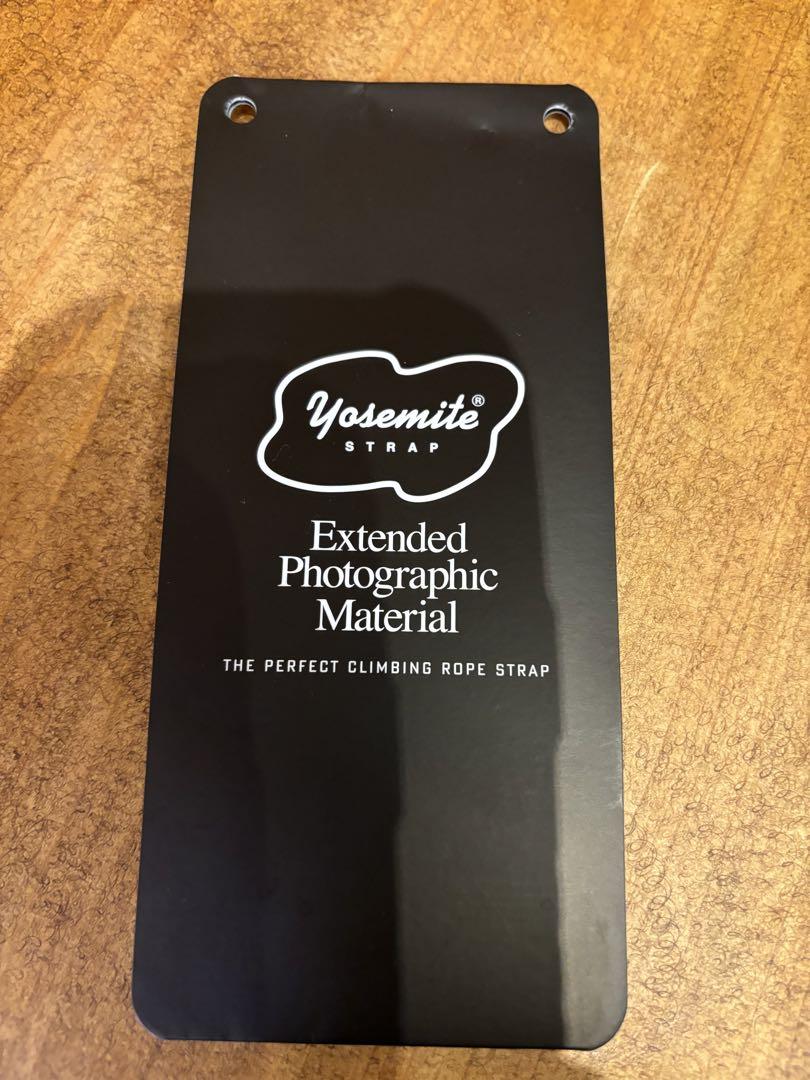 Yosemite®
STRAP
Extended
Photographic
Material
THE PERFECT CLIMBING ROPE STRAP